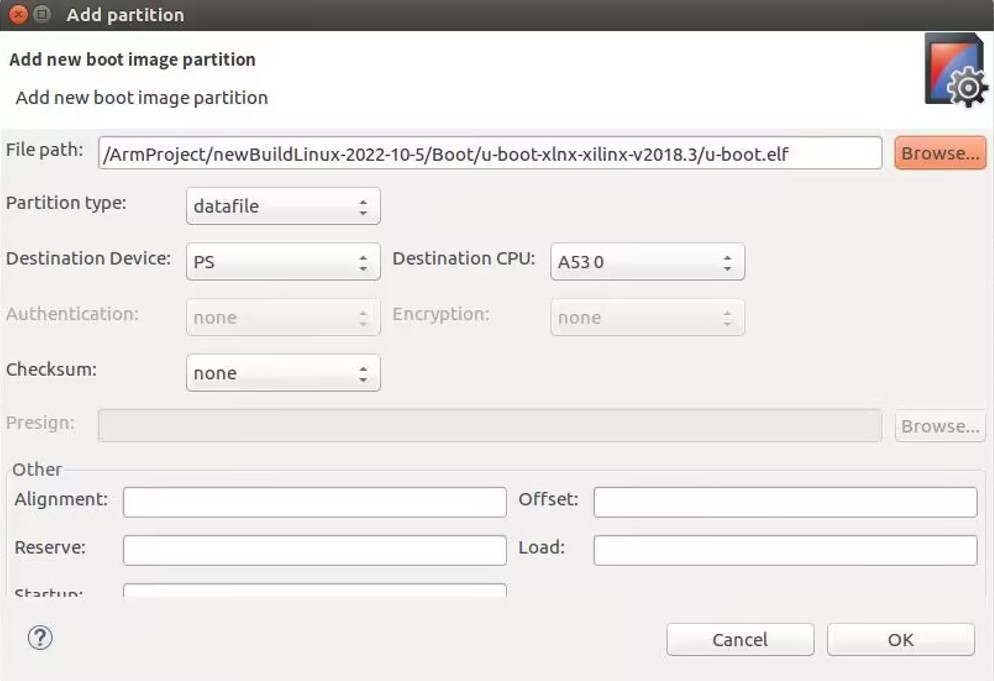 Add partition
Add new boot image partition
Add new boot image partition
File path: /ArmProject/newBuildLinux-2022-10-5/Boot/u-boot-xlnx-xilinx-v2018.3/u-boot.elf Browse...
Partition type: datafile
Destination Device: PS Destination CPU: A53 0
Authentication: none Encryption: none
Checksum: none
Presign: Browse...
Other
Alignment: Offset:
Reserve: Load:
Startup:
? Cancel OK